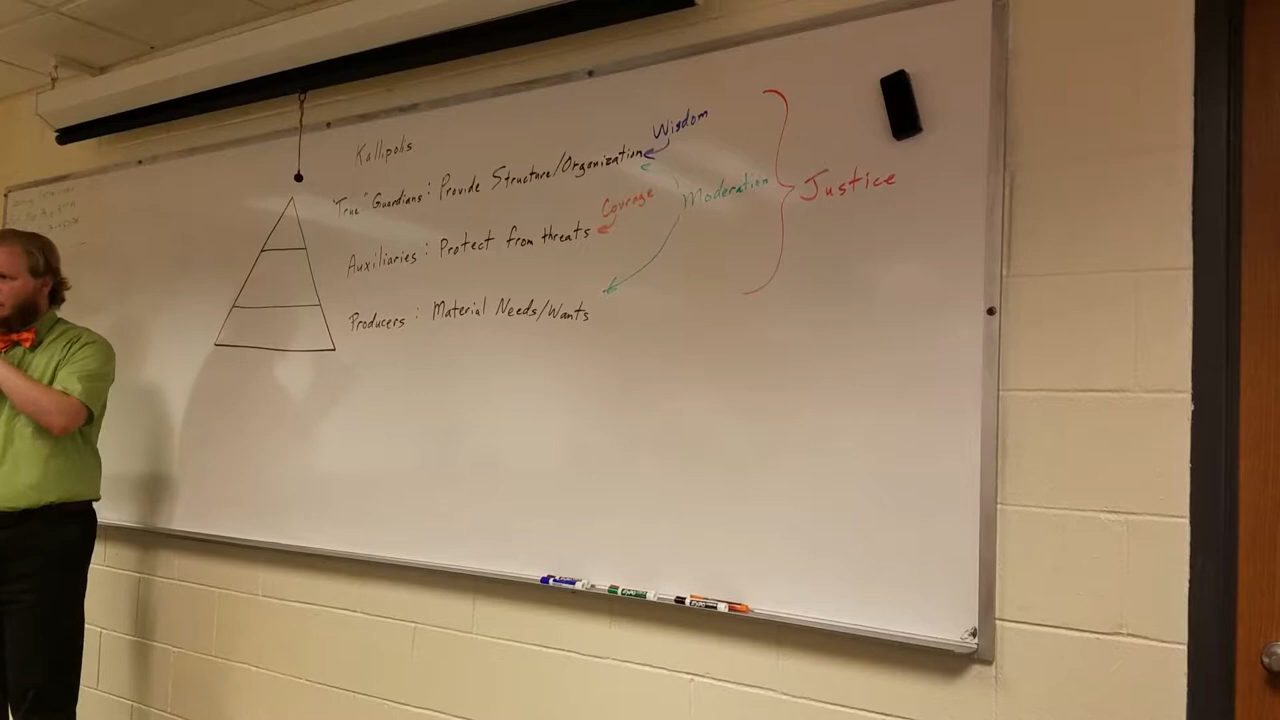 Kallipolis
Wisdom
"True" Guardians: Provide Structure/Organization
Courage
Moderation
Justice
Auxiliaries: Protect from threats
Producers: Material Needs/Wants